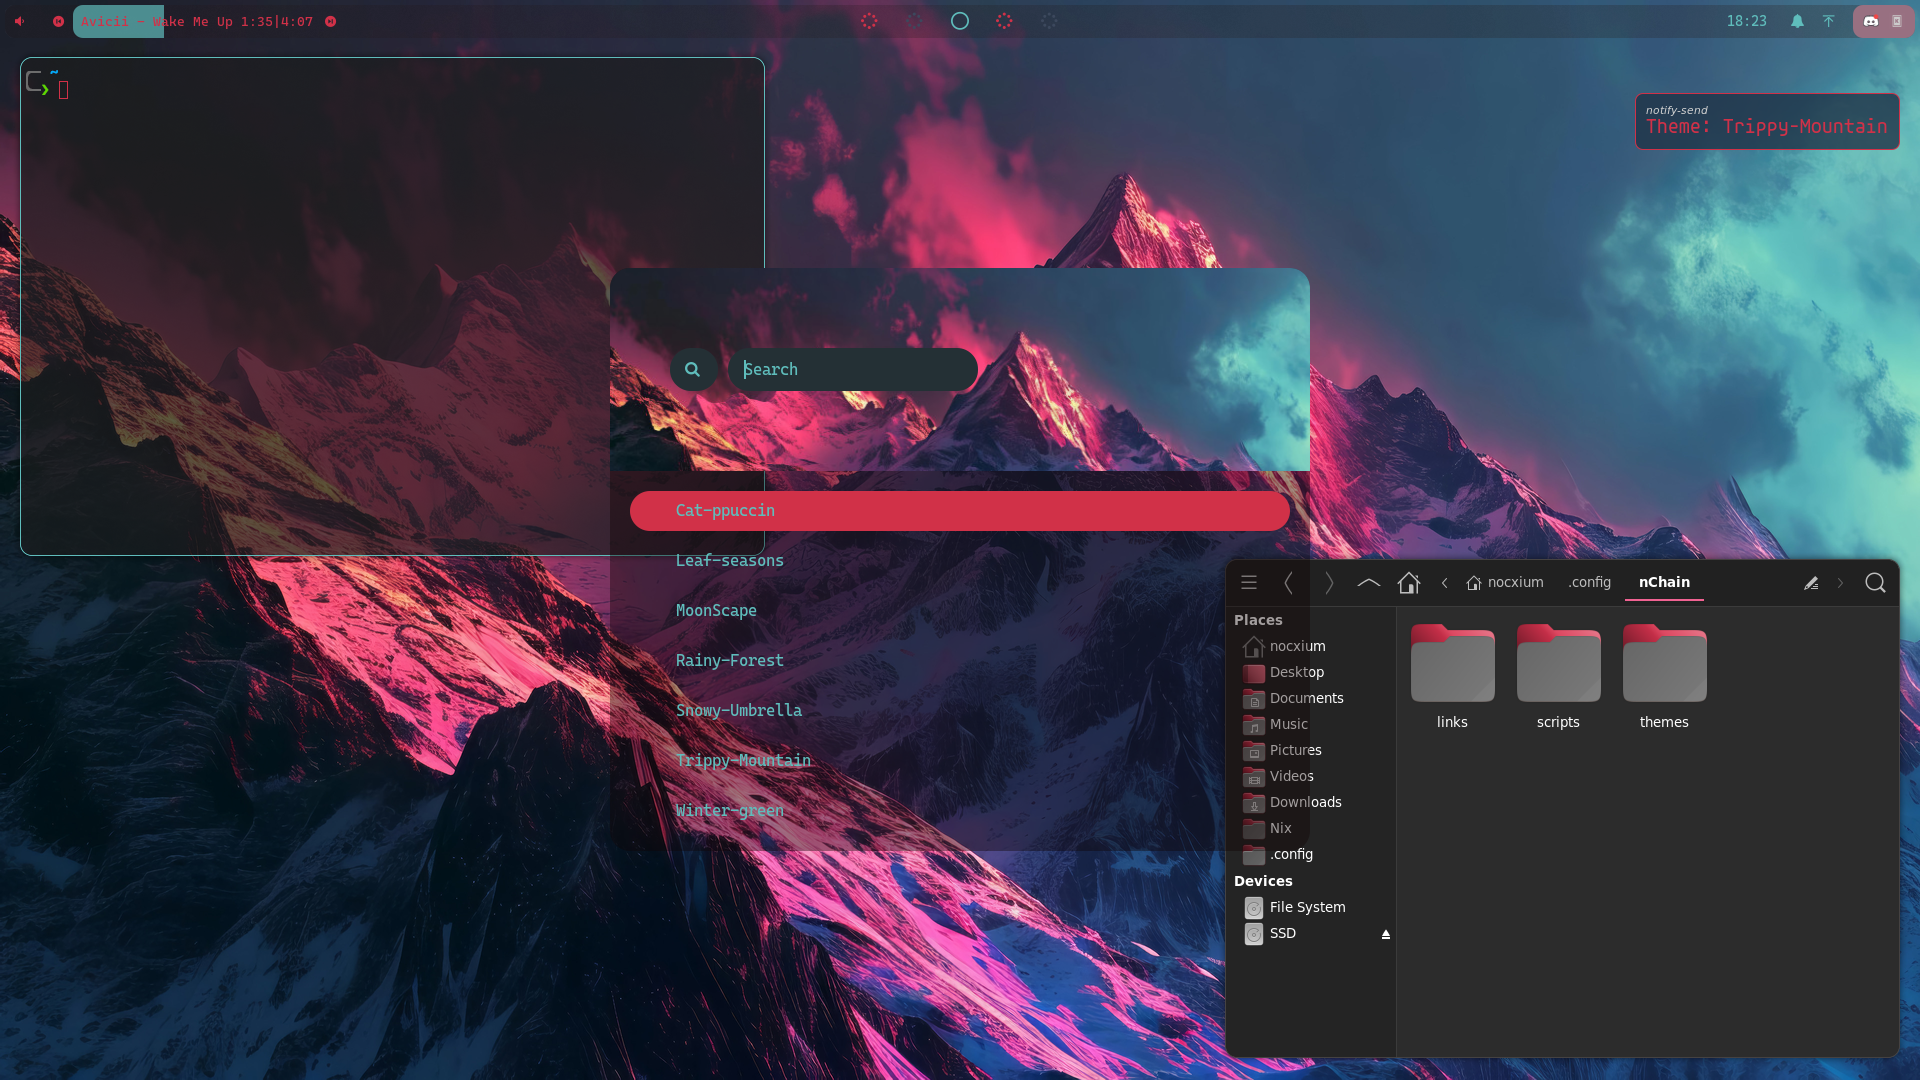 Avicii - Wake Me Up 1:35|4:07
18:23
~
❯
notify-send
Theme: Trippy-Mountain
Search
Cat-ppuccin
Leaf-seasons
MoonScape
Rainy-Forest
Snowy-Umbrella
Trippy-Mountain
Winter-green
nocxium .config nChain
Places
nocxium
Desktop
Documents
Music
Pictures
Videos
Downloads
Nix
.config
Devices
File System
SSD
links scripts themes